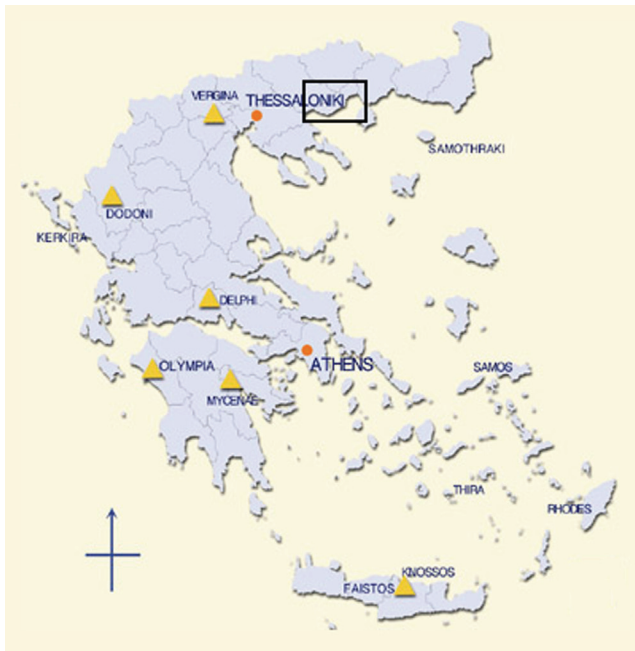 VERGINA
THESSALONIKI
SAMOTHRAKI
DODONI
KERKIRA
DELPHI
ATHENS
OLYMPIA
SAMOS
MYCENAE
THIRA
RHODES
KNOSSOS
FAISTOS